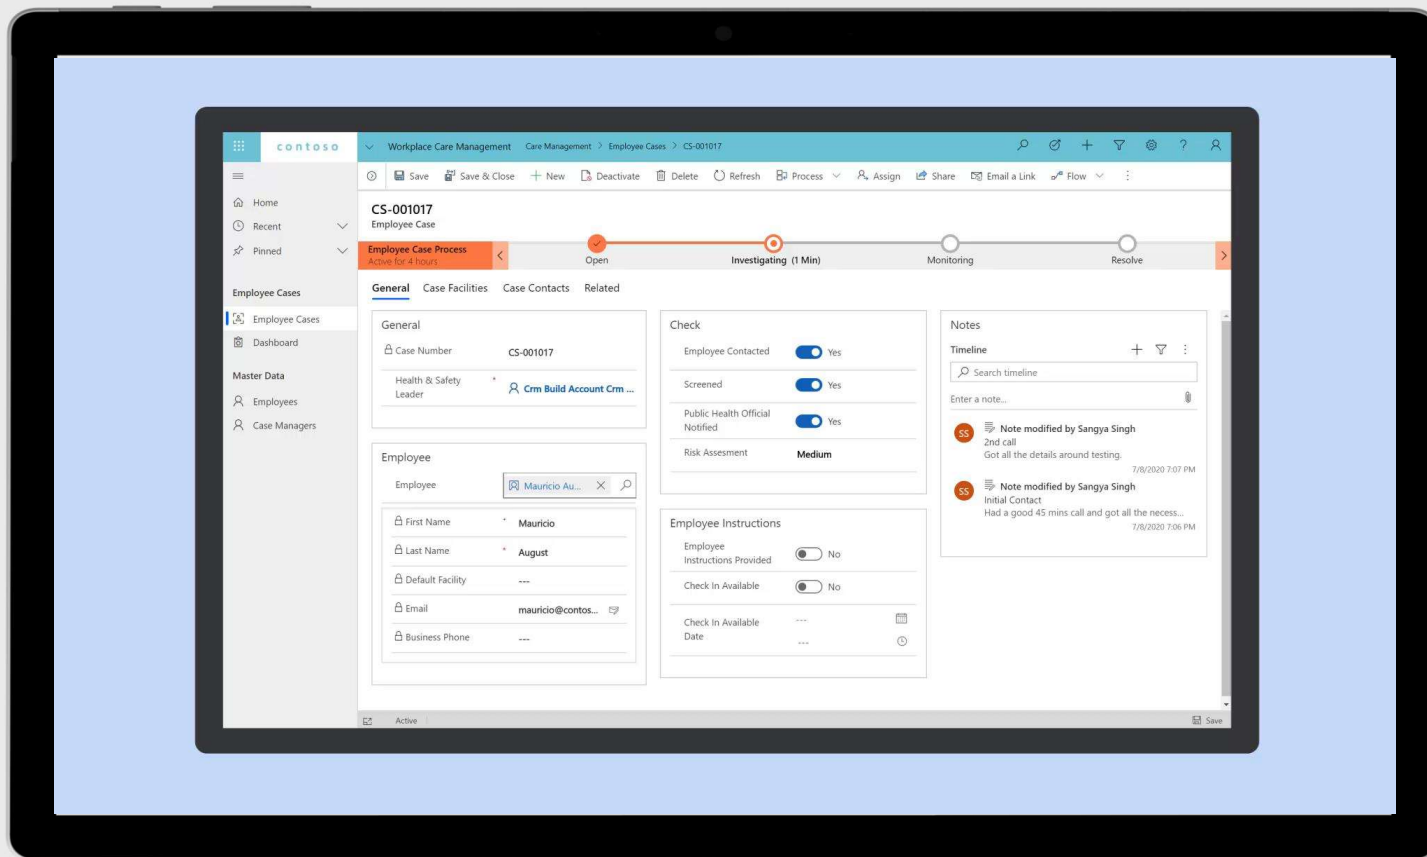 contoso
Workplace Care Management Care Management > Employee Cases > CS-001017
Save Save & Close New Deactivate Delete Refresh Process Assign Share Email a Link Flow
Home
Recent
Pinned
Employee Cases
Employee Cases
Dashboard
Master Data
Employees
Case Managers
CS-001017
Employee Case
Employee Case Process
Active for 4 hours
Open
Investigating (1 Min)
Monitoring
Resolve
General Case Facilities Case Contacts Related
General
Case Number CS-001017
Health & Safety
Leader
* Crm Build Account Crm ...
Employee
Employee Mauricio Au...
First Name * Mauricio
Last Name * August
Default Facility ---
Email mauricio@contos...
Business Phone ---
Check
Employee Contacted Yes
Screened Yes
Public Health Official
Notified
Yes
Risk Assesment Medium
Employee Instructions
Employee
Instructions Provided
No
Check In Available No
Check In Available
Date
---
---
Notes
Timeline
Search timeline
Enter a note...
SS
Note modified by Sangya Singh
2nd call
Got all the details around testing.
7/8/2020 7:07 PM
SS
Note modified by Sangya Singh
Initial Contact
Had a good 45 mins call and got all the necess...
7/8/2020 7:06 PM
Active
Save